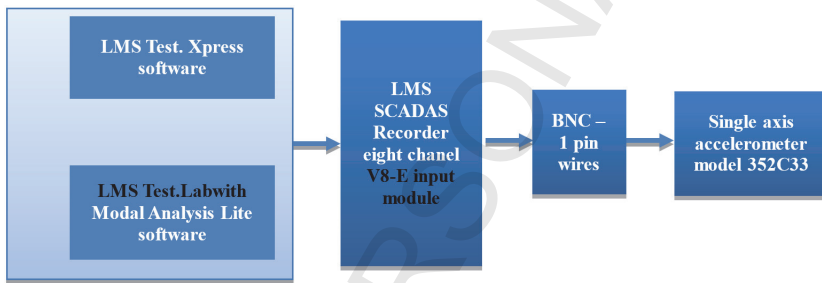 LMS Test. Xpress
software
LMS Test.Labwith
Modal Analysis Lite
software
LMS
SCADAS
Recorder
eight chanel
V8-E input
module
BNC –
1 pin
wires
Single axis
accelerometer
model 352C33